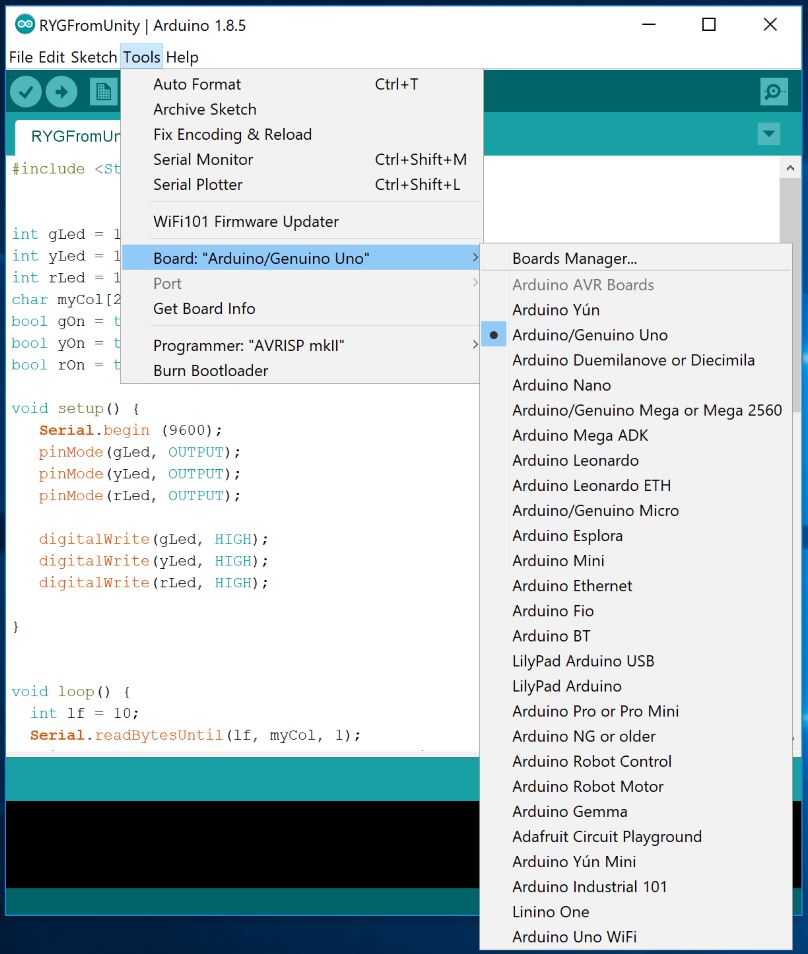 RYGFromUnity | Arduino 1.8.5
File Edit Sketch Tools Help
Auto Format Ctrl+T
Archive Sketch
Fix Encoding & Reload
Serial Monitor Ctrl+Shift+M
Serial Plotter Ctrl+Shift+L
WiFi101 Firmware Updater
Board: "Arduino/Genuino Uno"
Port
Get Board Info
Programmer: "AVRISP mkII"
Burn Bootloader
Boards Manager...
Arduino AVR Boards
Arduino Yún
Arduino/Genuino Uno
Arduino Duemilanove or Diecimila
Arduino Nano
Arduino/Genuino Mega or Mega 2560
Arduino Mega ADK
Arduino Leonardo
Arduino Leonardo ETH
Arduino/Genuino Micro
Arduino Esplora
Arduino Mini
Arduino Ethernet
Arduino Fio
Arduino BT
LilyPad Arduino USB
LilyPad Arduino
Arduino Pro or Pro Mini
Arduino NG or older
Arduino Robot Control
Arduino Robot Motor
Arduino Gemma
Adafruit Circuit Playground
Arduino Yún Mini
Arduino Industrial 101
Linino One
Arduino Uno WiFi
RYGFromUn
#include <St
int gLed = 1
int yLed = 1
int rLed = 1
char myCol[2
bool gOn = t
bool yOn = t
bool rOn = t
void setup() {
Serial.begin (9600);
pinMode(gLed, OUTPUT);
pinMode(yLed, OUTPUT);
pinMode(rLed, OUTPUT);
digitalWrite(gLed, HIGH);
digitalWrite(yLed, HIGH);
digitalWrite(rLed, HIGH);
}
void loop() {
int lf = 10;
Serial.readBytesUntil(lf, myCol, 1);